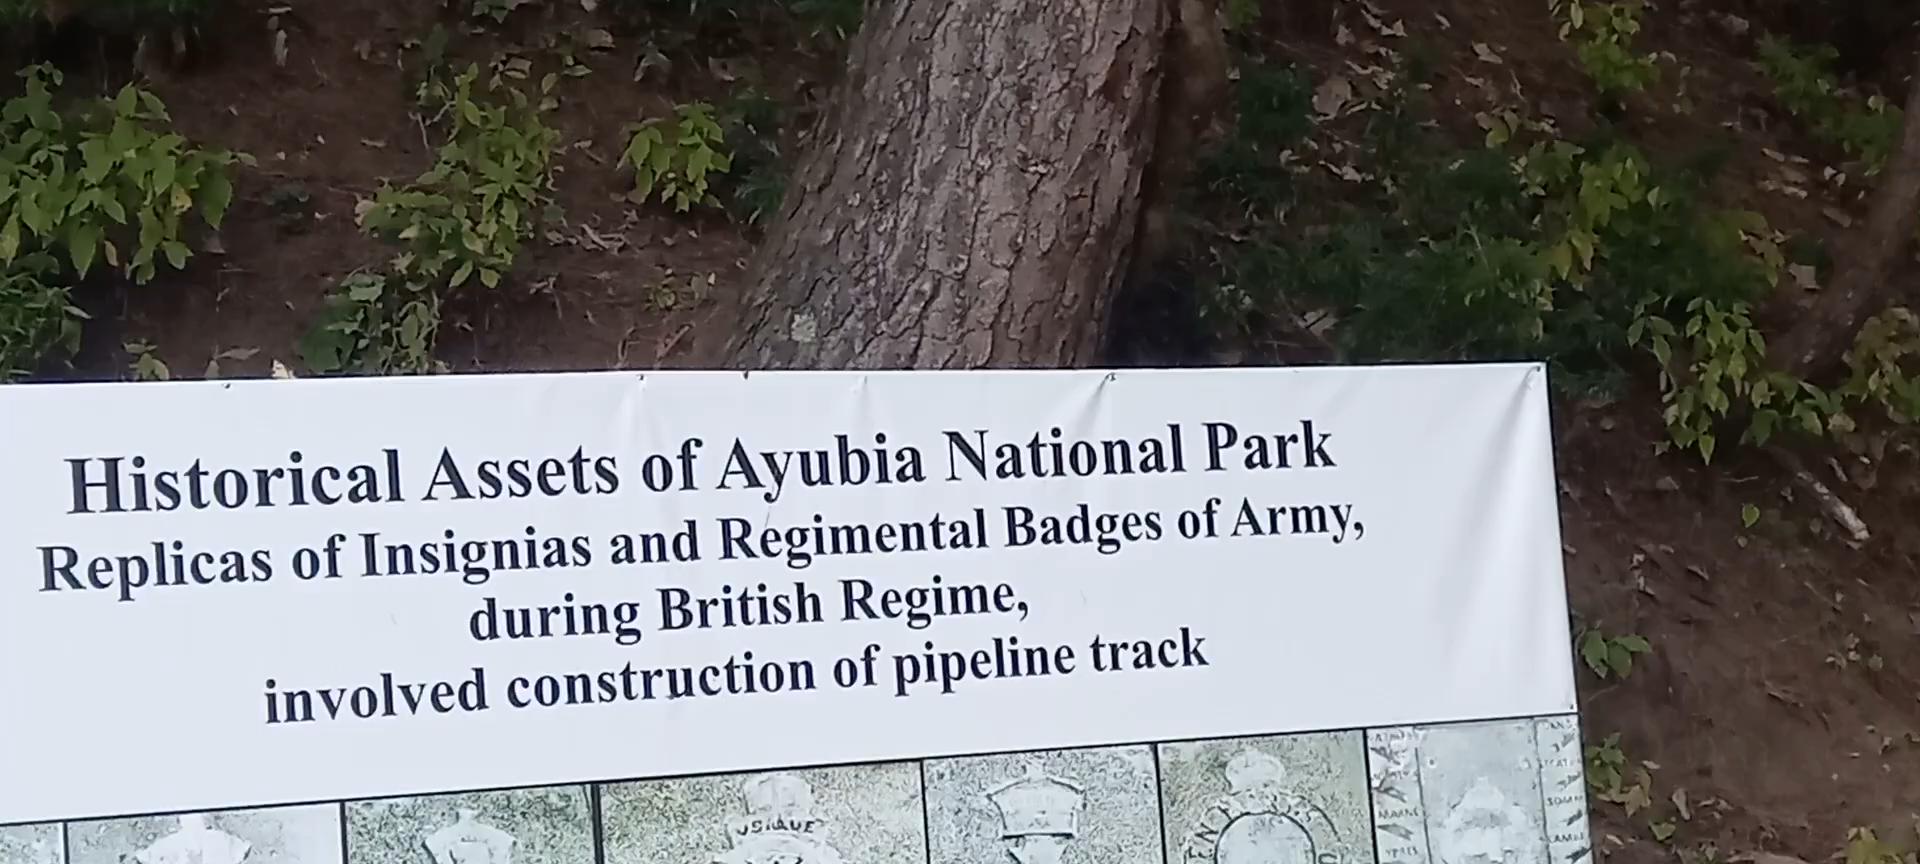 Historical Assets of Ayubia National Park
Replicas of Insignias and Regimental Badges of Army,
during British Regime,
involved construction of pipeline track